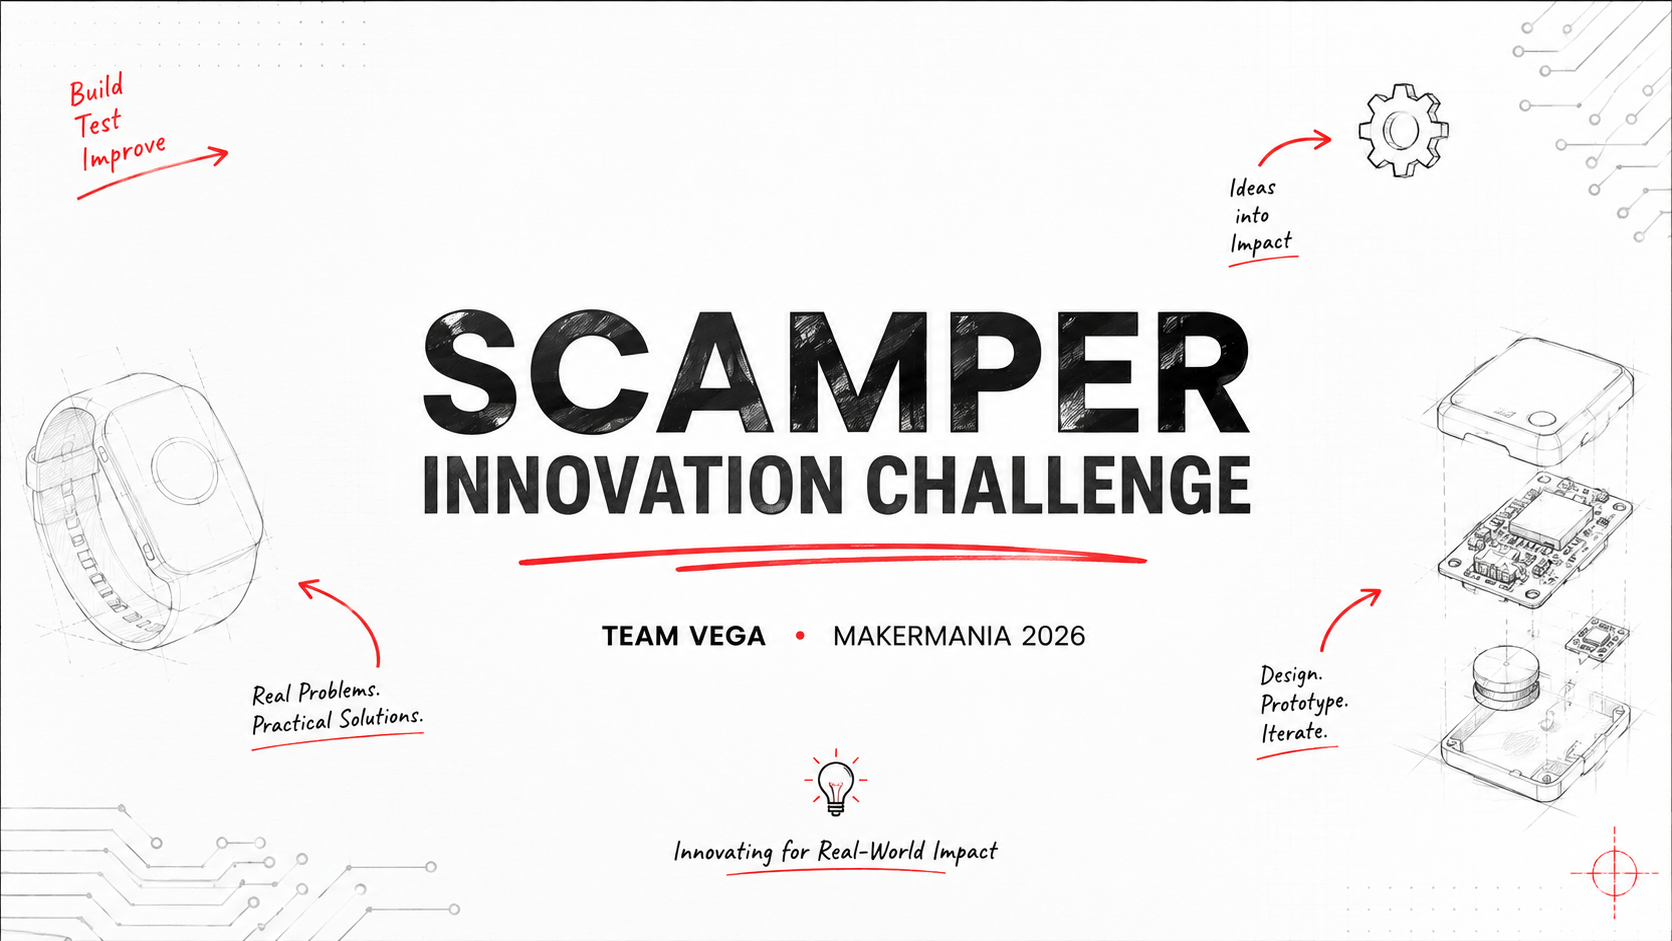 Build
Test
Improve
Ideas
into
Impact
SCAMPER
INNOVATION CHALLENGE
TEAM VEGA • MAKERMANIA 2026
Real Problems.
Practical Solutions.
Design.
Prototype.
Iterate.
Innovating for Real-World Impact